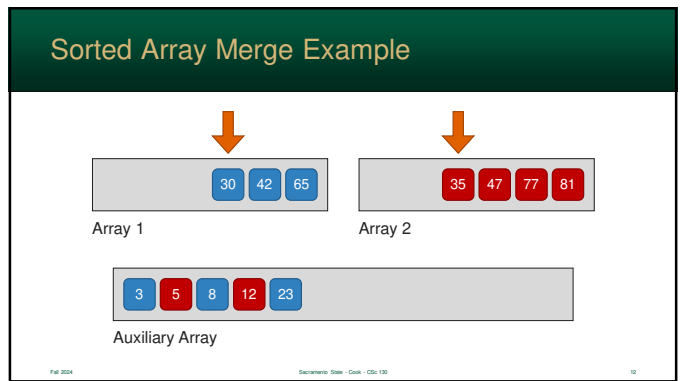 Sorted Array Merge Example
30 42 65
35 47 77 81
Array 1
Array 2
3 5 8 12 23
Auxiliary Array
Fall 2024
Sacramento State - Cook - CSc 130
12